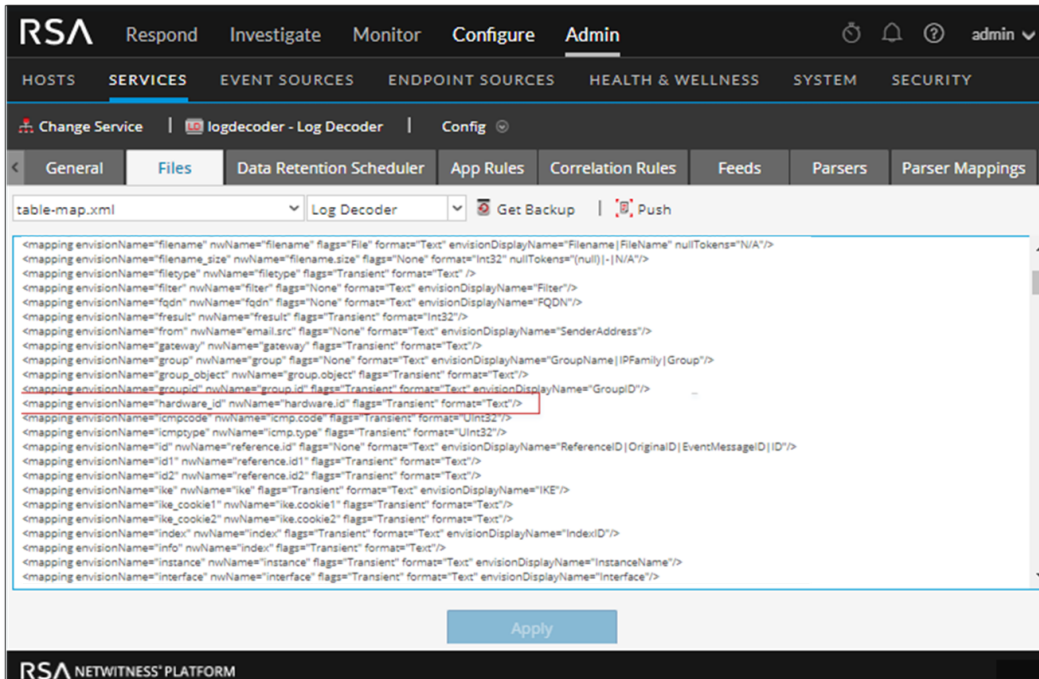 RSA Respond Investigate Monitor Configure Admin admin
HOSTS SERVICES EVENT SOURCES ENDPOINT SOURCES HEALTH & WELLNESS SYSTEM SECURITY
Change Service | LD logdecoder - Log Decoder | Config
General Files Data Retention Scheduler App Rules Correlation Rules Feeds Parsers Parser Mappings
table-map.xml Log Decoder Get Backup | Push
<mapping envisionName="filename" nwName="filename" flags="File" format="Text" envisionDisplayName="Filename|FileName" nullTokens="N/A"/>
<mapping envisionName="filename_size" nwName="filename.size" flags="None" format="Int32" nullTokens="(null)|-|N/A"/>
<mapping envisionName="filetype" nwName="filetype" flags="Transient" format="Text" />
<mapping envisionName="filter" nwName="filter" flags="None" format="Text" envisionDisplayName="Filter"/>
<mapping envisionName="fqdn" nwName="fqdn" flags="None" format="Text" envisionDisplayName="FQDN"/>
<mapping envisionName="fresult" nwName="fresult" flags="Transient" format="Int32"/>
<mapping envisionName="from" nwName="email.src" flags="None" format="Text" envisionDisplayName="SenderAddress"/>
<mapping envisionName="gateway" nwName="gateway" flags="Transient" format="Text"/>
<mapping envisionName="group" nwName="group" flags="None" format="Text" envisionDisplayName="GroupName|IPFamily|Group"/>
<mapping envisionName="group_object" nwName="group.object" flags="Transient" format="Text"/>
<mapping envisionName="groupid" nwName="group.id" flags="Transient" format="Text" envisionDisplayName="GroupID"/>
<mapping envisionName="hardware_id" nwName="hardware.id" flags="Transient" format="Text"/>
<mapping envisionName="icmpcode" nwName="icmp.code" flags="Transient" format="UInt32"/>
<mapping envisionName="icmptype" nwName="icmp.type" flags="Transient" format="UInt32"/>
<mapping envisionName="id" nwName="reference.id" flags="None" format="Text" envisionDisplayName="ReferenceID|OriginalID|EventMessageID|ID"/>
<mapping envisionName="id1" nwName="reference.id1" flags="Transient" format="Text"/>
<mapping envisionName="id2" nwName="reference.id2" flags="Transient" format="Text"/>
<mapping envisionName="ike" nwName="ike" flags="Transient" format="Text" envisionDisplayName="IKE"/>
<mapping envisionName="ike_cookie1" nwName="ike.cookie1" flags="Transient" format="Text"/>
<mapping envisionName="ike_cookie2" nwName="ike.cookie2" flags="Transient" format="Text"/>
<mapping envisionName="index" nwName="index" flags="Transient" format="Text" envisionDisplayName="IndexID"/>
<mapping envisionName="info" nwName="index" flags="Transient" format="Text"/>
<mapping envisionName="instance" nwName="instance" flags="Transient" format="Text" envisionDisplayName="InstanceName"/>
<mapping envisionName="interface" nwName="interface" flags="Transient" format="Text" envisionDisplayName="Interface"/>
Apply
RSA NETWITNESS® PLATFORM